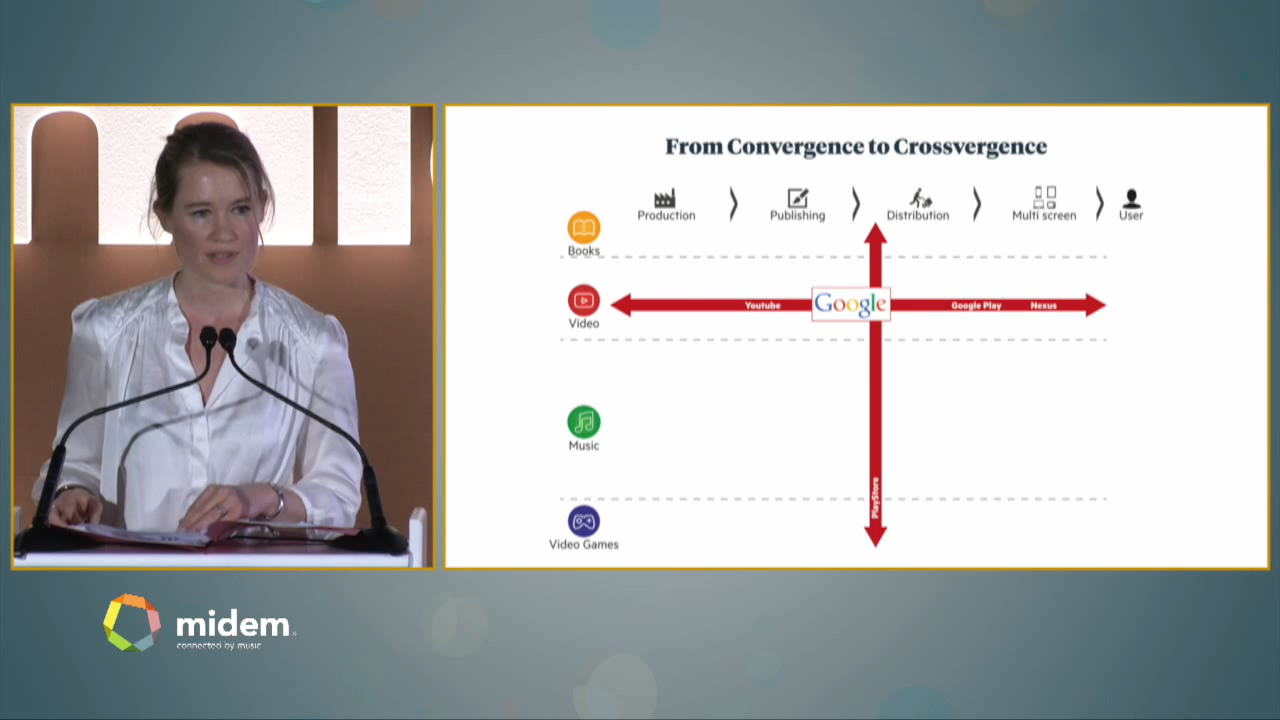 From Convergence to Crossvergence
Production
Publishing
Distribution
Multi screen
User
Books
Youtube
Google
Google Play
Nexus
Video
Music
PlayStore
Video Games
midem
connected by music